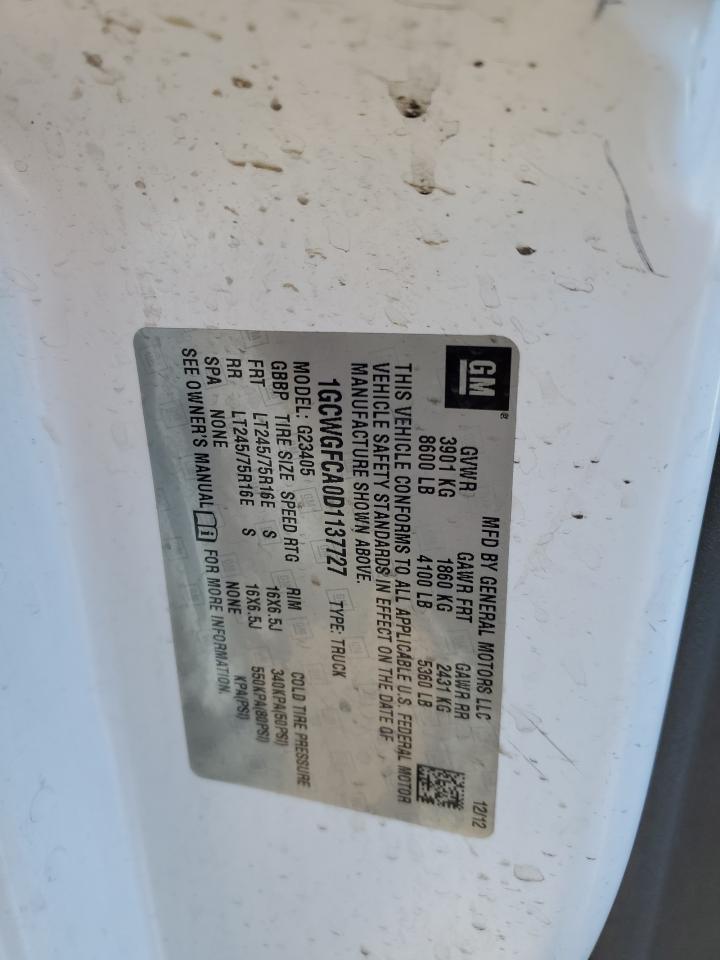 GM ®
MFD BY GENERAL MOTORS LLC 12/12
GVWR GAWR FRT GAWR RR
3901 KG 1860 KG 2431 KG
8600 LB 4100 LB 5360 LB
THIS VEHICLE CONFORMS TO ALL APPLICABLE U.S. FEDERAL MOTOR
VEHICLE SAFETY STANDARDS IN EFFECT ON THE DATE OF
MANUFACTURE SHOWN ABOVE.
1GCWGFCA0D1137727 TYPE: TRUCK
MODEL: G23405
GBBP TIRE SIZE SPEED RTG RIM COLD TIRE PRESSURE
FRT LT245/75R16E S 16X6.5J 340KPA(50PSI)
RR LT245/75R16E S 16X6.5J 550KPA(80PSI)
SPA NONE NONE KPA(PSI)
SEE OWNER'S MANUAL FOR MORE INFORMATION.